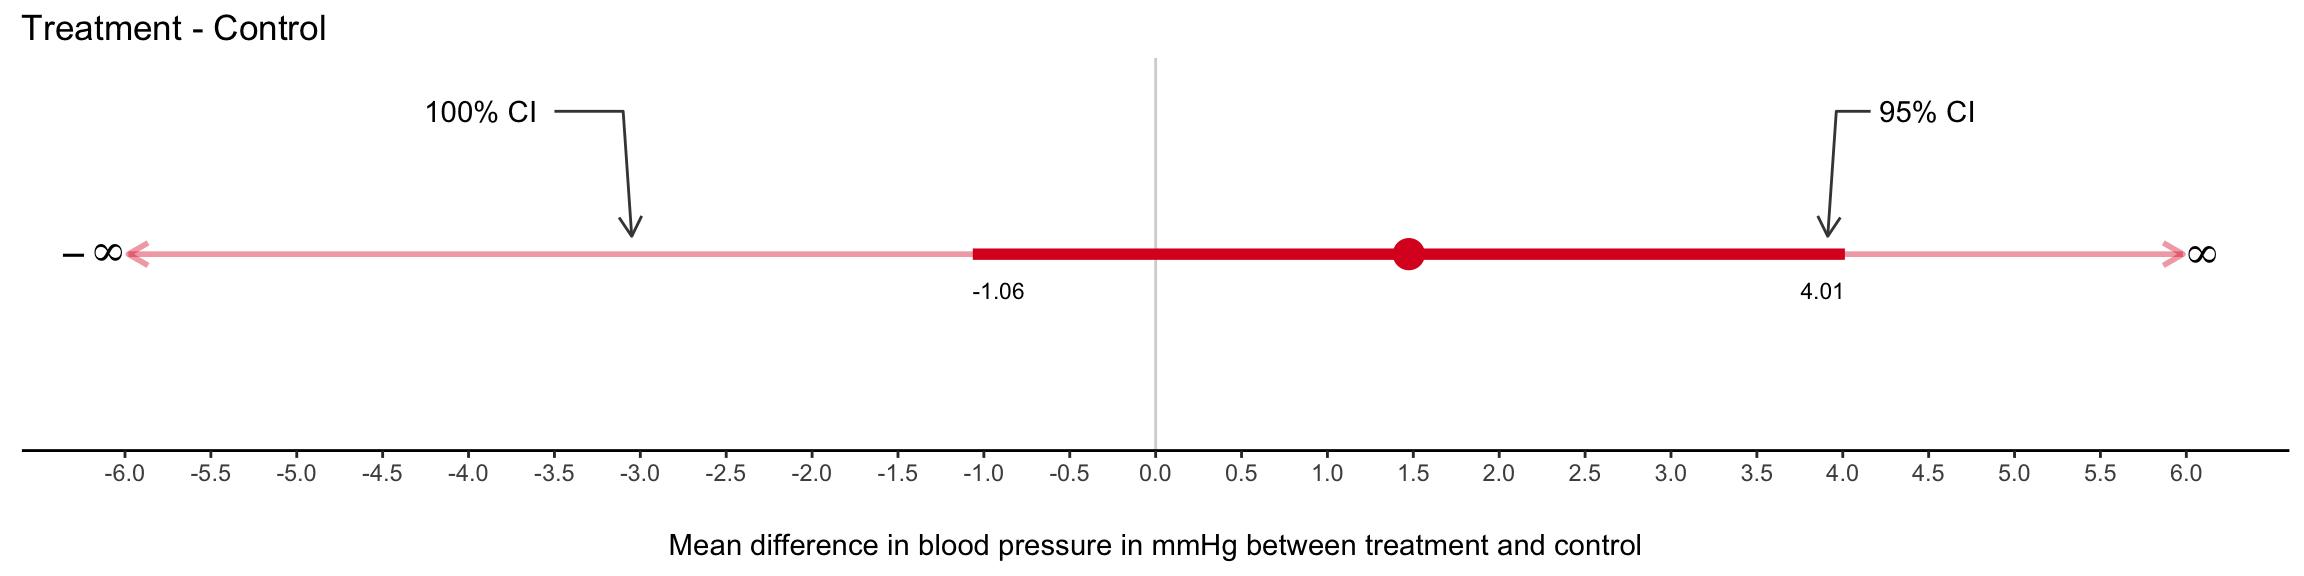 Treatment - Control
100% CI
95% CI
– ∞
∞
-1.06
4.01
-6.0 -5.5 -5.0 -4.5 -4.0 -3.5 -3.0 -2.5 -2.0 -1.5 -1.0 -0.5 0.0 0.5 1.0 1.5 2.0 2.5 3.0 3.5 4.0 4.5 5.0 5.5 6.0
Mean difference in blood pressure in mmHg between treatment and control